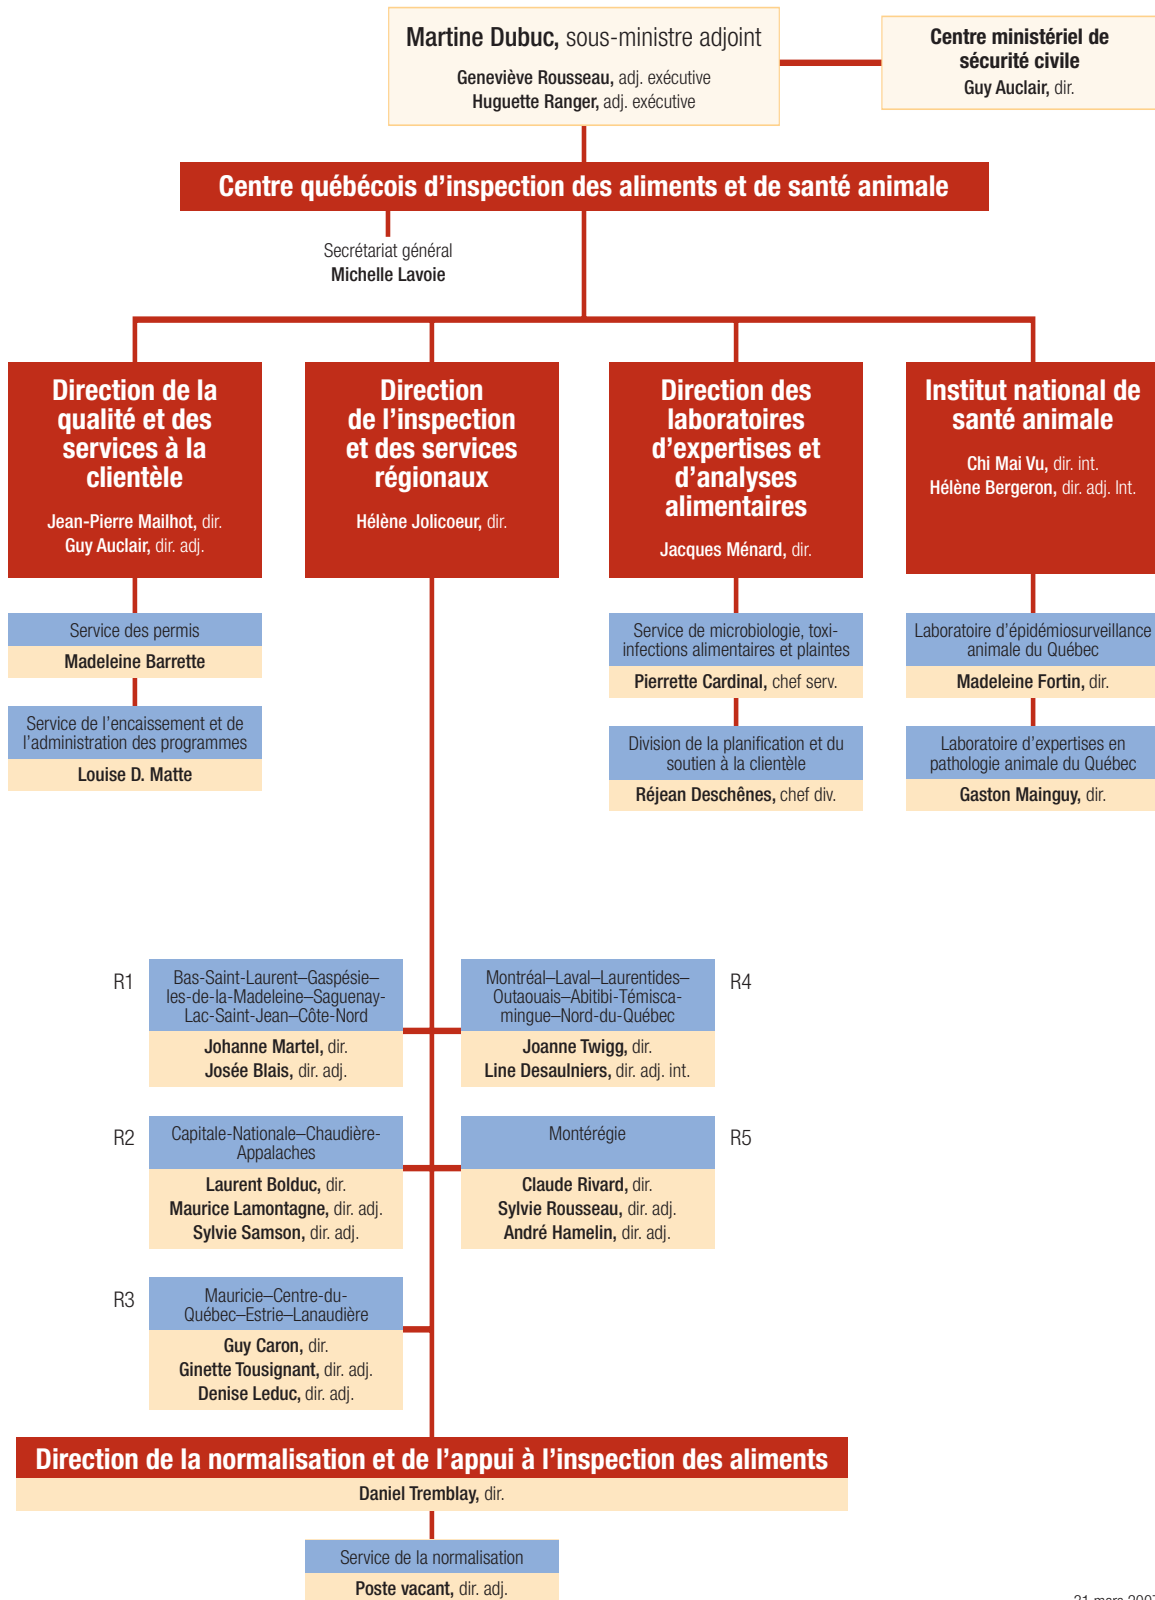 Martine Dubuc, sous-ministre adjoint
Geneviève Rousseau, adj. exécutive
Huguette Ranger, adj. exécutive
Centre ministériel de
sécurité civile
Guy Auclair, dir.
Centre québécois d’inspection des aliments et de santé animale
Secrétariat général
Michelle Lavoie
Direction de la
qualité et des
services à la
clientèle
Jean-Pierre Mailhot, dir.
Guy Auclair, dir. adj.
Service des permis
Madeleine Barrette
Service de l’encaissement et de
l’administration des programmes
Louise D. Matte
Direction
de l’inspection
et des services
régionaux
Hélène Jolicoeur, dir.
Direction des
laboratoires
d’expertises et
d’analyses
alimentaires
Jacques Ménard, dir.
Service de microbiologie, toxi-
infections alimentaires et plaintes
Pierrette Cardinal, chef serv.
Division de la planification et du
soutien à la clientèle
Réjean Deschênes, chef div.
Institut national de
santé animale
Chi Mai Vu, dir. int.
Hélène Bergeron, dir. adj. Int.
Laboratoire d’épidémiosurveillance
animale du Québec
Madeleine Fortin, dir.
Laboratoire d’expertises en
pathologie animale du Québec
Gaston Mainguy, dir.
R1
Bas-Saint-Laurent–Gaspésie–
les-de-la-Madeleine–Saguenay-
Lac-Saint-Jean–Côte-Nord
Johanne Martel, dir.
Josée Blais, dir. adj.
Montréal–Laval–Laurentides–
Outaouais–Abitibi-Témisca-
mingue–Nord-du-Québec
R4
Joanne Twigg, dir.
Line Desaulniers, dir. adj. int.
R2
Capitale-Nationale–Chaudière-
Appalaches
Laurent Bolduc, dir.
Maurice Lamontagne, dir. adj.
Sylvie Samson, dir. adj.
Montérégie
R5
Claude Rivard, dir.
Sylvie Rousseau, dir. adj.
André Hamelin, dir. adj.
R3
Mauricie–Centre-du-
Québec–Estrie–Lanaudière
Guy Caron, dir.
Ginette Tousignant, dir. adj.
Denise Leduc, dir. adj.
Direction de la normalisation et de l’appui à l’inspection des aliments
Daniel Tremblay, dir.
Service de la normalisation
Poste vacant, dir. adj.
21 mars 2007